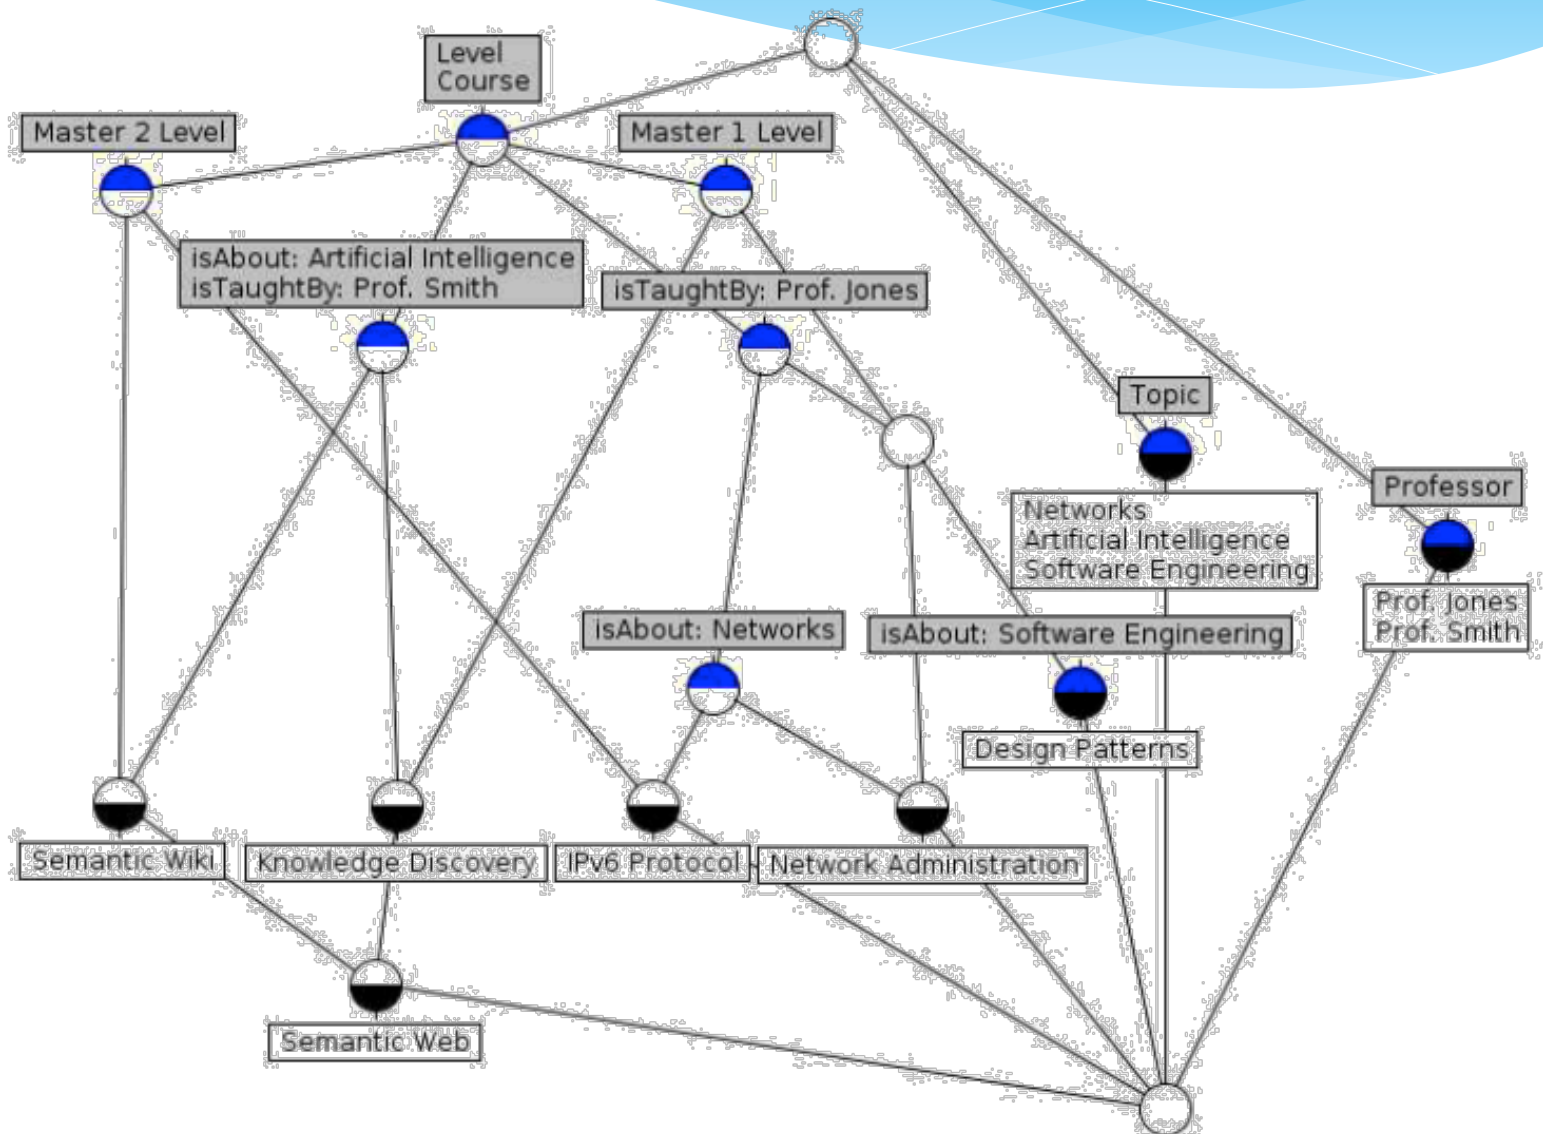 Level
Course
Master 2 Level
Master 1 Level
isAbout: Artificial Intelligence
isTaughtBy: Prof. Smith
isTaughtBy: Prof. Jones
Topic
Networks
Artificial Intelligence
Software Engineering
Professor
Prof. Jones
Prof. Smith
isAbout: Networks
isAbout: Software Engineering
Design Patterns
Semantic Wiki
Knowledge Discovery
IPv6 Protocol
Network Administration
Semantic Web